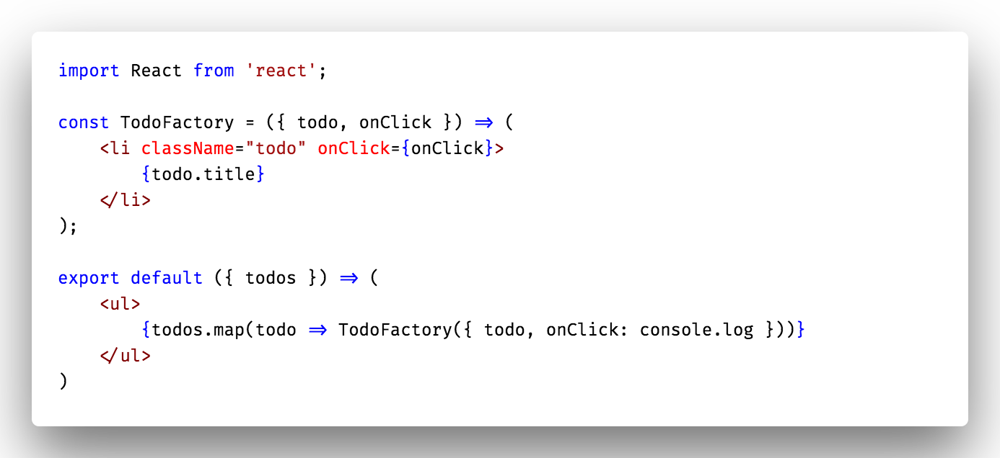 import React from 'react';
const TodoFactory = ({ todo, onClick }) => (
<li className="todo" onClick={onClick}>
{todo.title}
</li>
);
export default ({ todos }) => (
<ul>
{todos.map(todo => TodoFactory({ todo, onClick: console.log }))}
</ul>
)